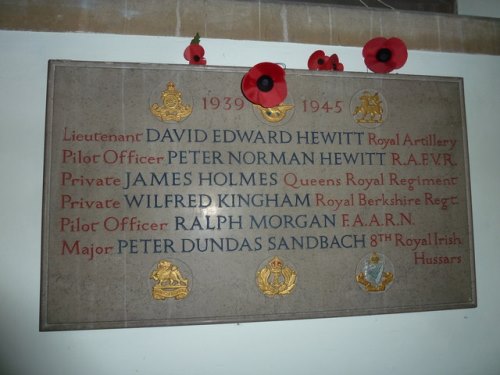 1939 1945
Lieutenant DAVID EDWARD HEWITT Royal Artillery
Pilot Officer PETER NORMAN HEWITT R.A.F.V.R.
Private JAMES HOLMES Queens Royal Regiment
Private WILFRED KINGHAM Royal Berkshire Regt.
Pilot Officer RALPH MORGAN F.A.A.R.N.
Major PETER DUNDAS SANDBACH 8TH Royal Irish
Hussars